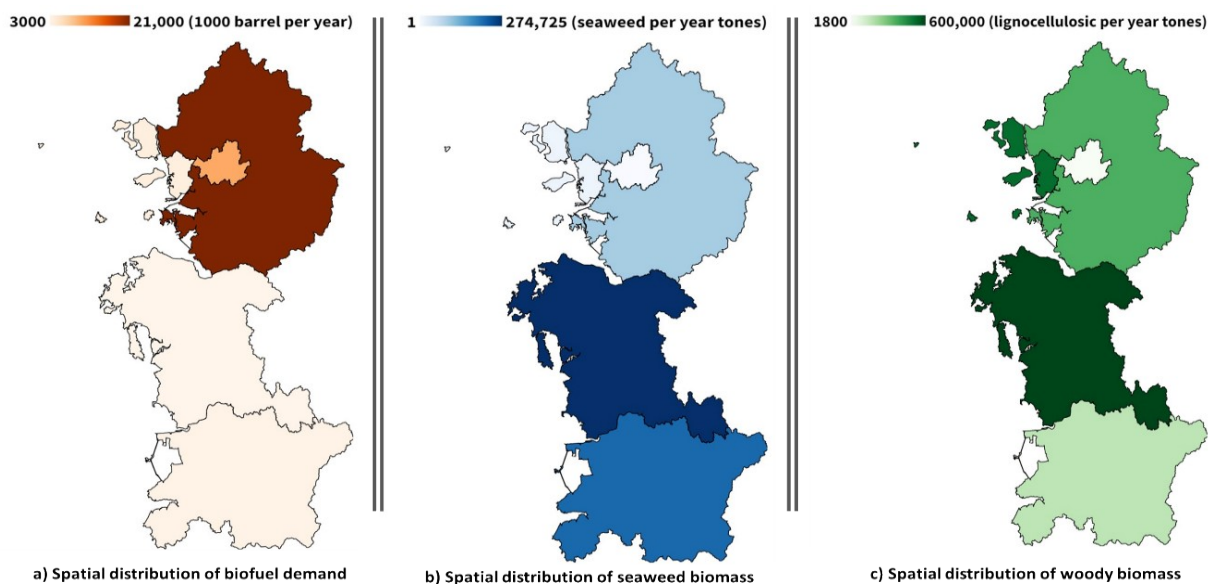 3000 21,000 (1000 barrel per year)
1 274,725 (seaweed per year tones)
1800 600,000 (lignocellulosic per year tones)
a) Spatial distribution of biofuel demand
b) Spatial distribution of seaweed biomass
c) Spatial distribution of woody biomass